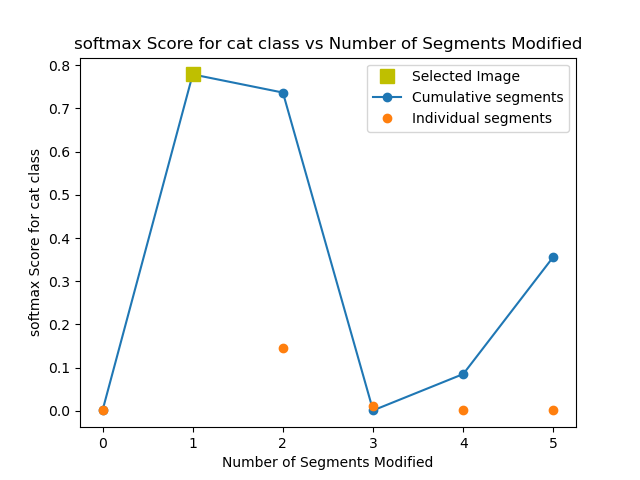 softmax Score for cat class vs Number of Segments Modified
softmax Score for cat class
0.8
0.7
0.6
0.5
0.4
0.3
0.2
0.1
0.0
Selected Image
Cumulative segments
Individual segments
0 1 2 3 4 5
Number of Segments Modified